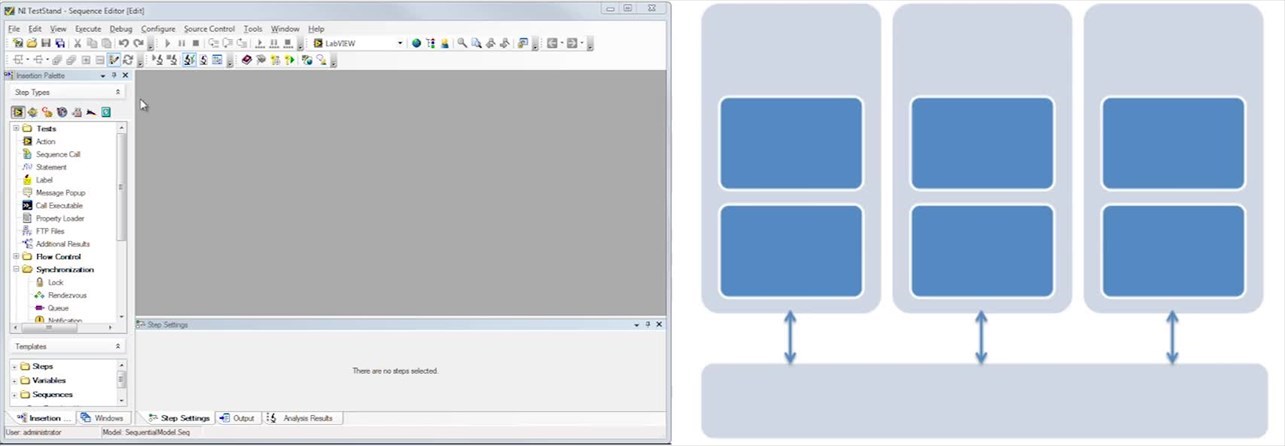 NI TestStand - Sequence Editor [Edit]
File Edit View Execute Debug Configure Source Control Tools Window Help
LabVIEW
Insertion Palette
Step Types
Tests
Action
Sequence Call
Statement
Label
Message Popup
Call Executable
Property Loader
FTP Files
Additional Results
Flow Control
Synchronization
Lock
Rendezvous
Queue
Notification
Templates
Steps
Variables
Sequences
Step Settings
There are no steps selected.
Insertion ... Windows
Step Settings Output Analysis Results
User: administrator Model: SequentialModel.Seq